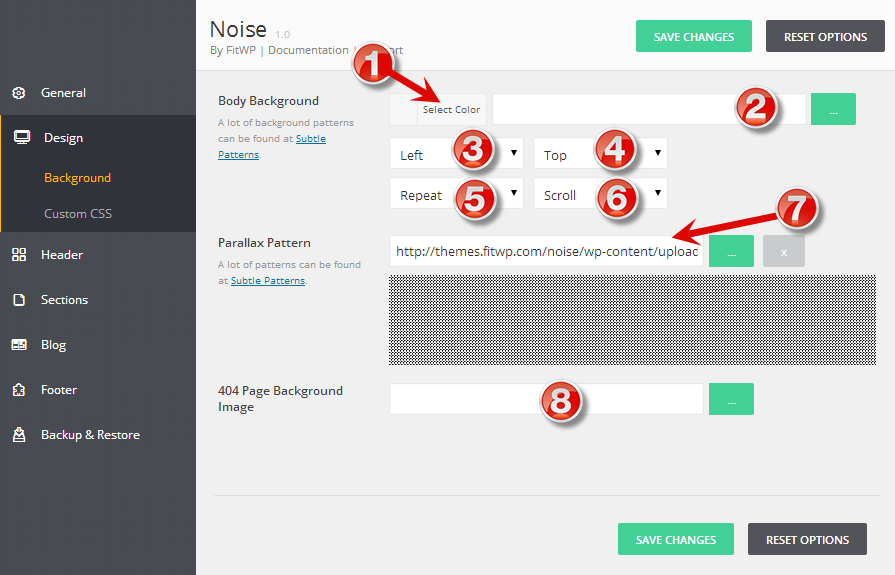 Noise 1.0
By FitWP | Documentation |
SAVE CHANGES
RESET OPTIONS
General
Design
Background
Custom CSS
Header
Sections
Blog
Footer
Backup & Restore
Body Background
A lot of background patterns
can be found at Subtle
Patterns.
1
Select Color
2
...
Left
3
Top
4
Repeat
5
Scroll
6
7
Parallax Pattern
A lot of patterns can be found
at Subtle Patterns.
http://themes.fitwp.com/noise/wp-content/upload
...
x
404 Page Background
Image
8
...
SAVE CHANGES
RESET OPTIONS